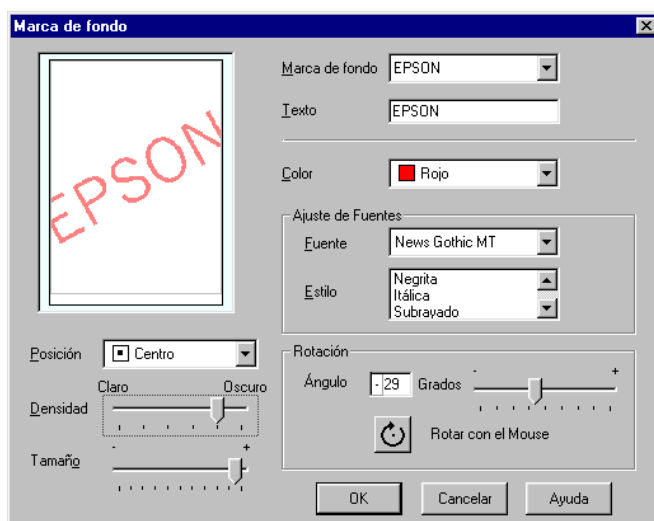 Marca de fondo
EPSON
Marca de fondo EPSON
Texto EPSON
Color Rojo
Ajuste de Fuentes
Fuente News Gothic MT
Estilo Negrita
Itálica
Subrayado
Posición Centro
Claro Oscuro
Densidad
Tamaño - +
Rotación
Ángulo -29 Grados - +
Rotar con el Mouse
OK Cancelar Ayuda